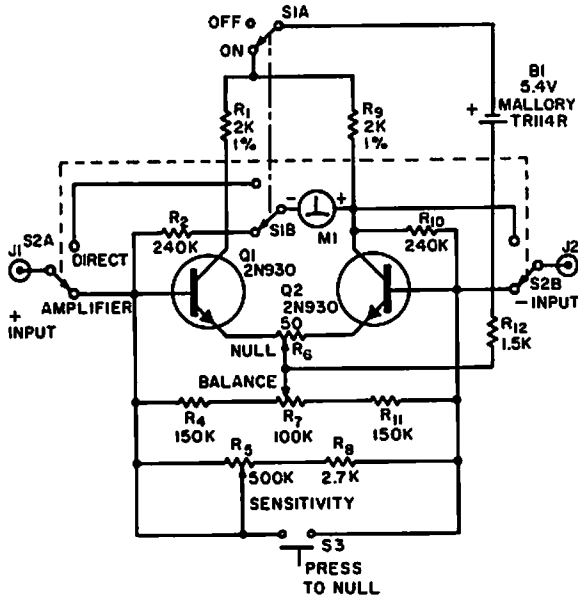 S1A
OFF
ON
B1
5.4V
MALLORY
TR114R
+
R1
2K
1%
R9
2K
1%
R2
240K
S1B
-
+
M1
R10
240K
J1
S2A
DIRECT
AMPLIFIER
+
INPUT
Q1
2N930
Q2
2N930
50
R6
NULL
J2
S2B
- INPUT
R12
1.5K
BALANCE
R4
150K
R7
100K
R11
150K
R5
500K
R8
2.7K
SENSITIVITY
S3
PRESS
TO NULL